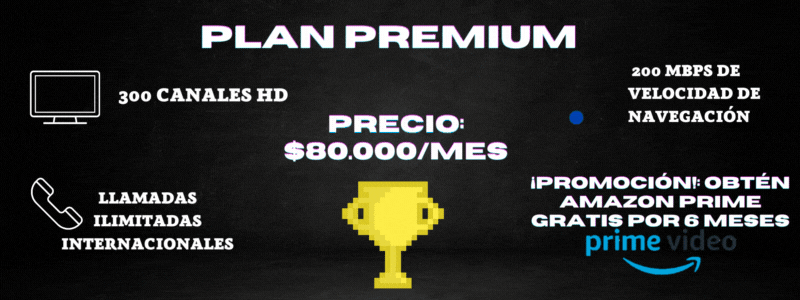 PLAN PREMIUM
300 CANALES HD
200 MBPS DE
VELOCIDAD DE
NAVEGACIÓN
PRECIO:
$80.000/MES
LLAMADAS
ILIMITADAS
INTERNACIONALES
¡PROMOCIÓN!: OBTÉN
AMAZON PRIME
GRATIS POR 6 MESES
prime video